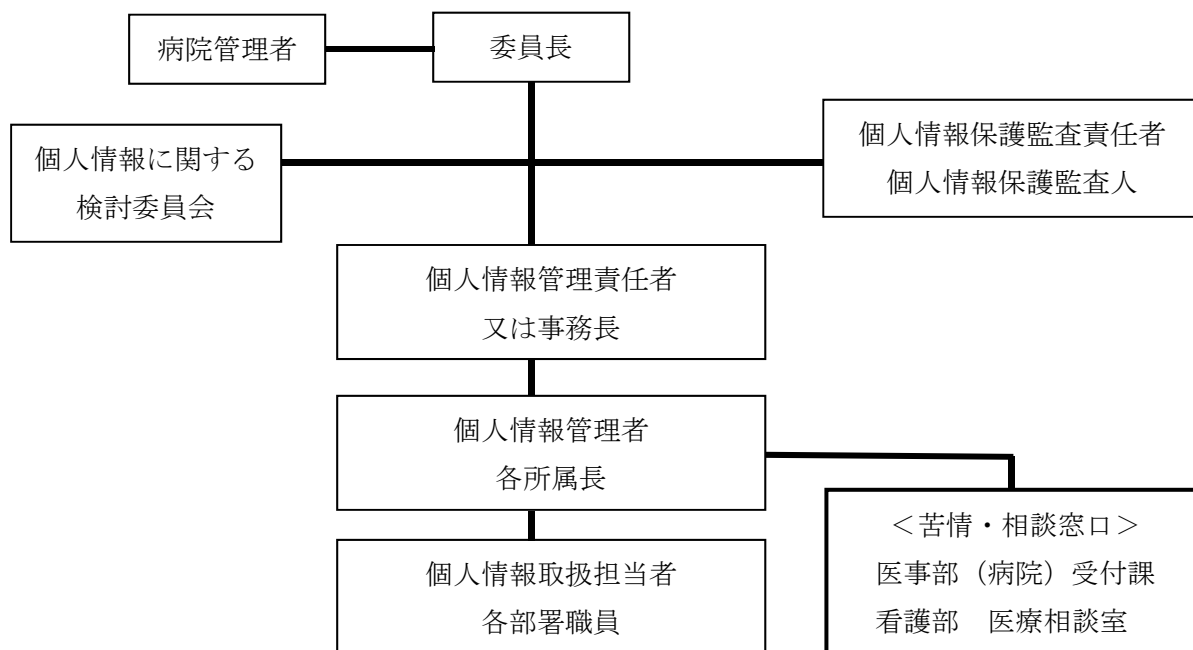 病院管理者
委員長
個人情報に関する
検討委員会
個人情報保護監査責任者
個人情報保護監査人
個人情報管理責任者
又は事務長
個人情報管理者
各所属長
個人情報取扱担当者
各部署職員
＜苦情・相談窓口＞
医事部（病院）受付課
看護部　医療相談室